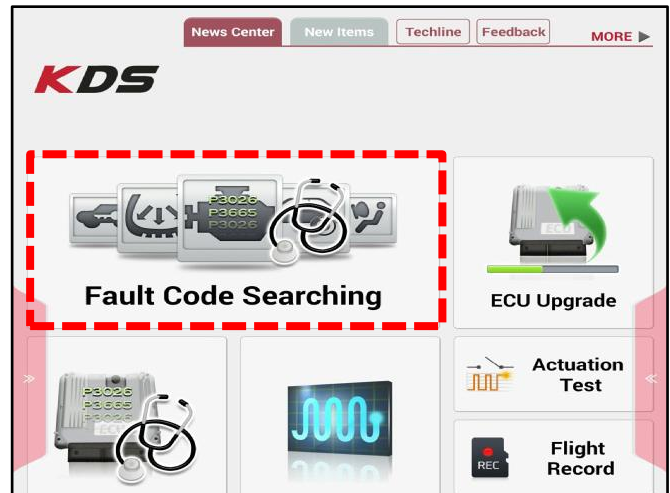 News Center
New Items
Techline
Feedback
MORE ▶
KDS
P3026
P3665
P3026
Fault Code Searching
ECU
ECU Upgrade
P3026
P3665
P3026
ECU
»
«
Actuation
Test
REC
Flight
Record